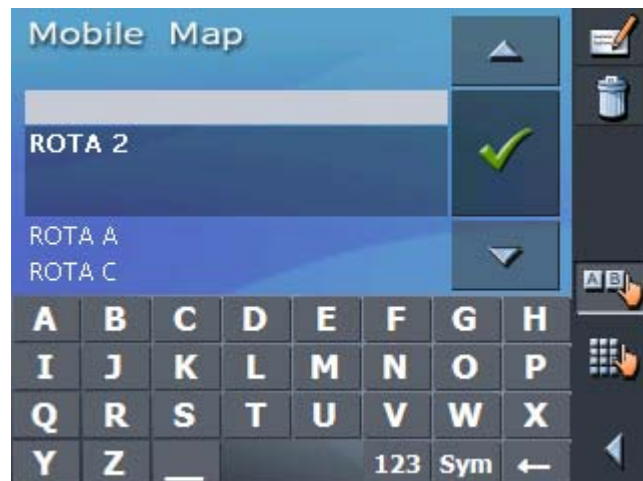 Mobile Map
ROTA 2
ROTA A
ROTA C
A B
A B C D E F G H
I J K L M N O P
Q R S T U V W X
Y Z _ 123 Sym ←